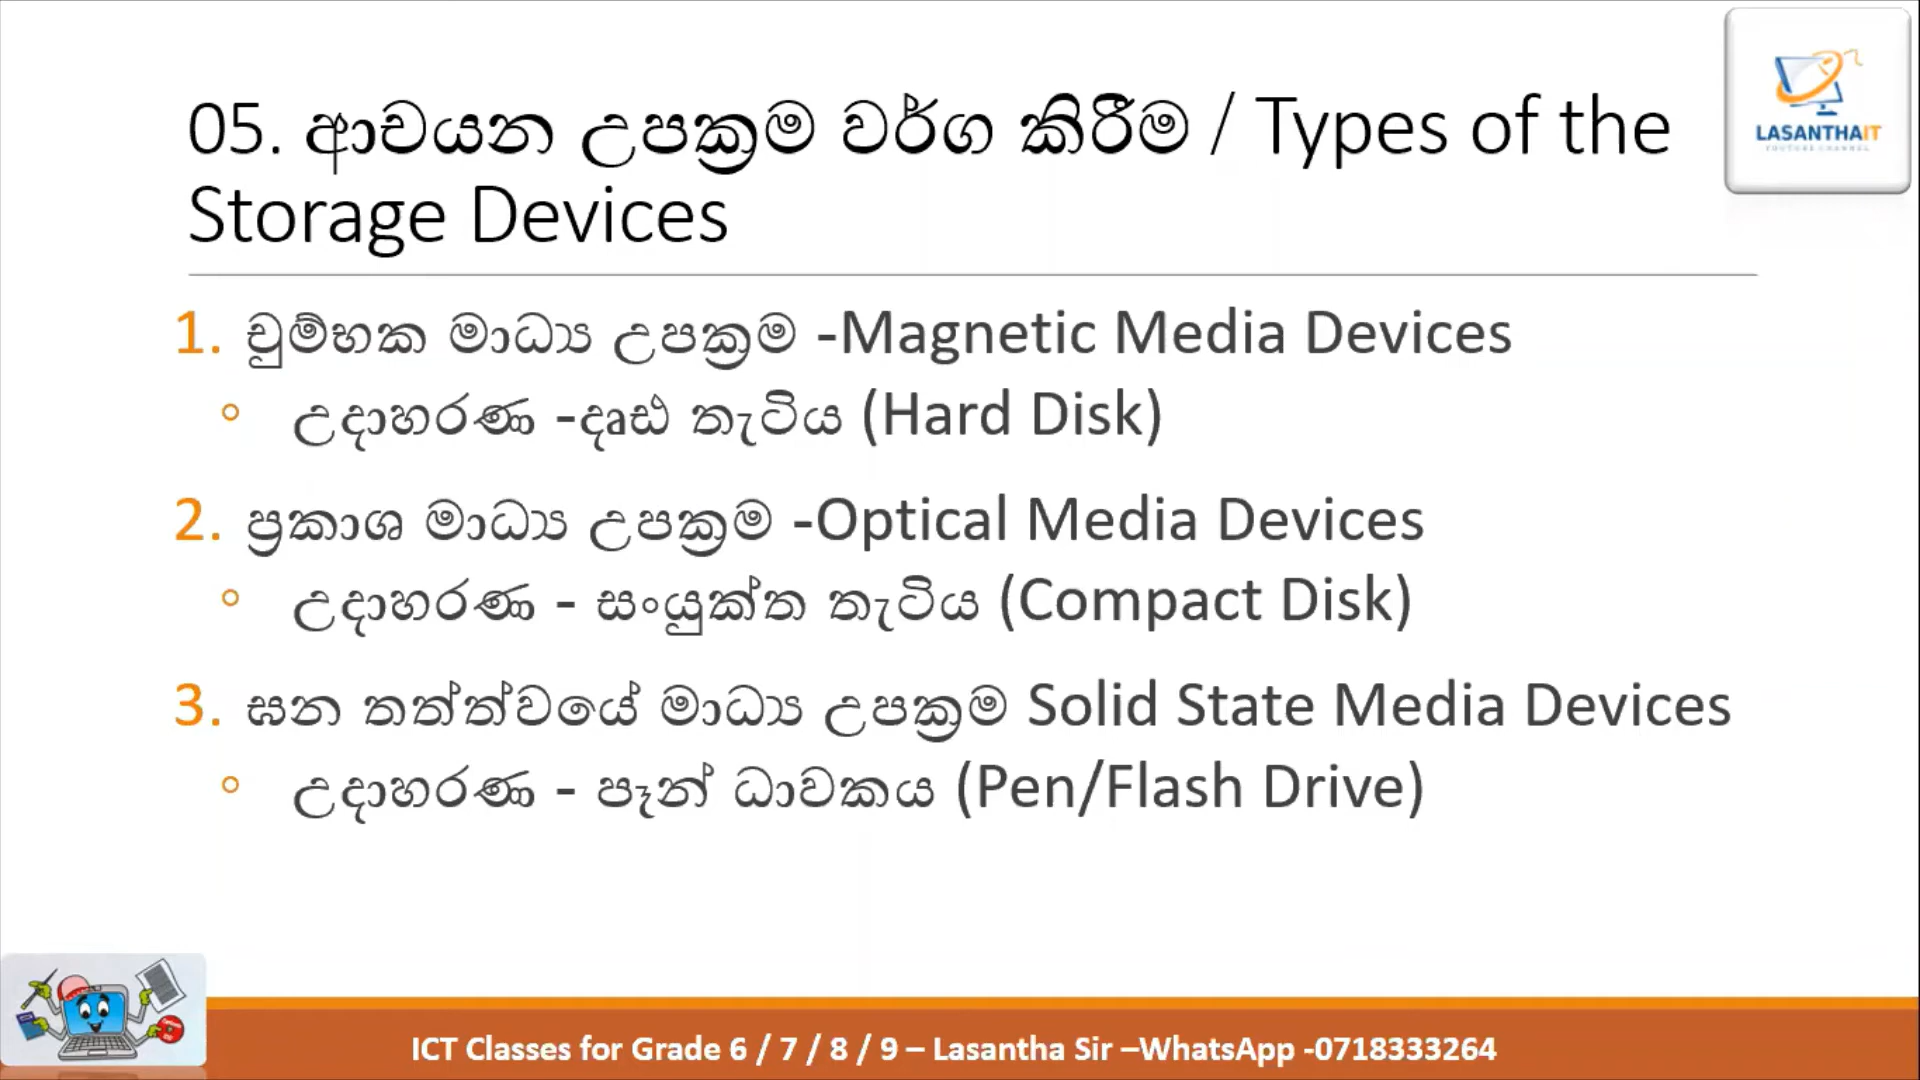 05. ආචයන උපක්‍රම වර්ග කිරීම / Types of the
Storage Devices
LASANTHAIT
YOUTUBE CHANNEL
1. චුම්භක මාධ්‍ය උපක්‍රම -Magnetic Media Devices
උදාහරණ -දෘඪ තැටිය (Hard Disk)
2. ප්‍රකාශ මාධ්‍ය උපක්‍රම -Optical Media Devices
උදාහරණ - සංයුක්ත තැටිය (Compact Disk)
3. ඝන තත්ත්වයේ මාධ්‍ය උපක්‍රම Solid State Media Devices
උදාහරණ - පෑන් ධාවකය (Pen/Flash Drive)
ICT Classes for Grade 6 / 7 / 8 / 9 – Lasantha Sir –WhatsApp -0718333264